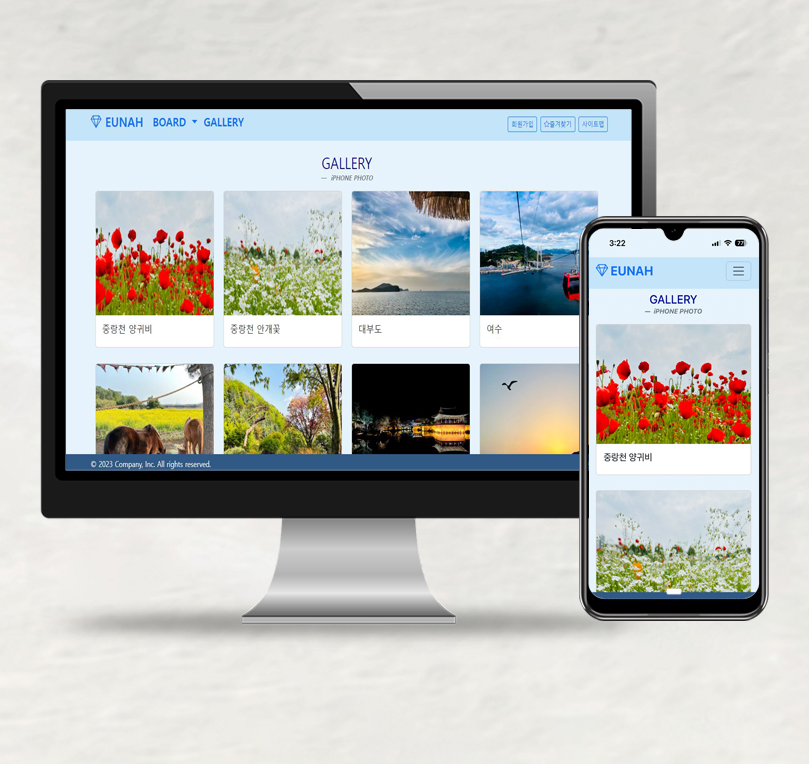 EUNAH BOARD GALLERY 회원가입 ☆즐겨찾기 사이트맵
GALLERY
— iPHONE PHOTO
중랑천 양귀비
중랑천 안개꽃
대부도
여수
© 2023 Company, Inc. All rights reserved.
3:22 77
EUNAH
GALLERY
— iPHONE PHOTO
중랑천 양귀비